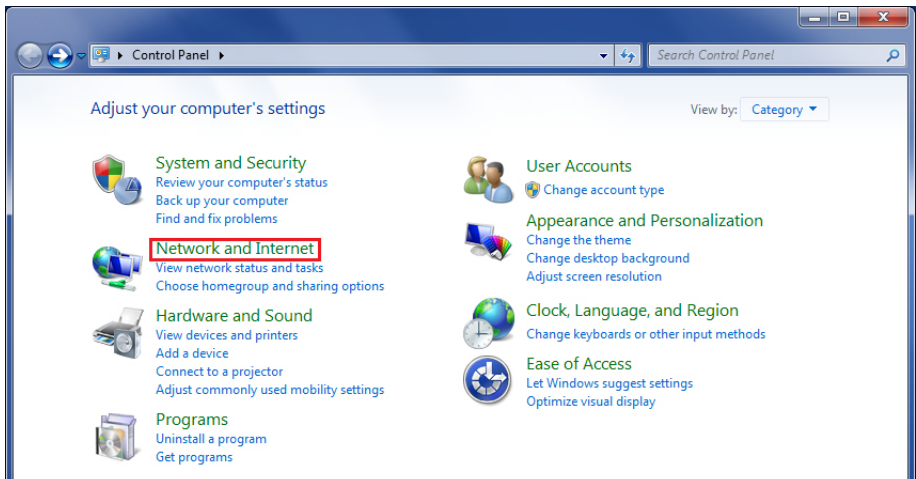 Control Panel
Search Control Panel
Adjust your computer's settings
View by: Category
System and Security
Review your computer's status
Back up your computer
Find and fix problems
Network and Internet
View network status and tasks
Choose homegroup and sharing options
Hardware and Sound
View devices and printers
Add a device
Connect to a projector
Adjust commonly used mobility settings
Programs
Uninstall a program
Get programs
User Accounts
Change account type
Appearance and Personalization
Change the theme
Change desktop background
Adjust screen resolution
Clock, Language, and Region
Change keyboards or other input methods
Ease of Access
Let Windows suggest settings
Optimize visual display